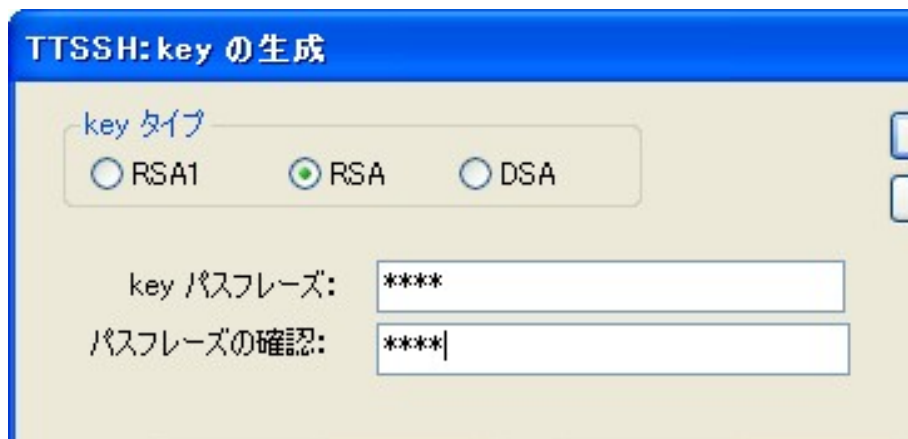 TTSSH:key の生成
key タイプ
RSA1 RSA DSA
key パスフレーズ: ****
パスフレーズの確認: ****